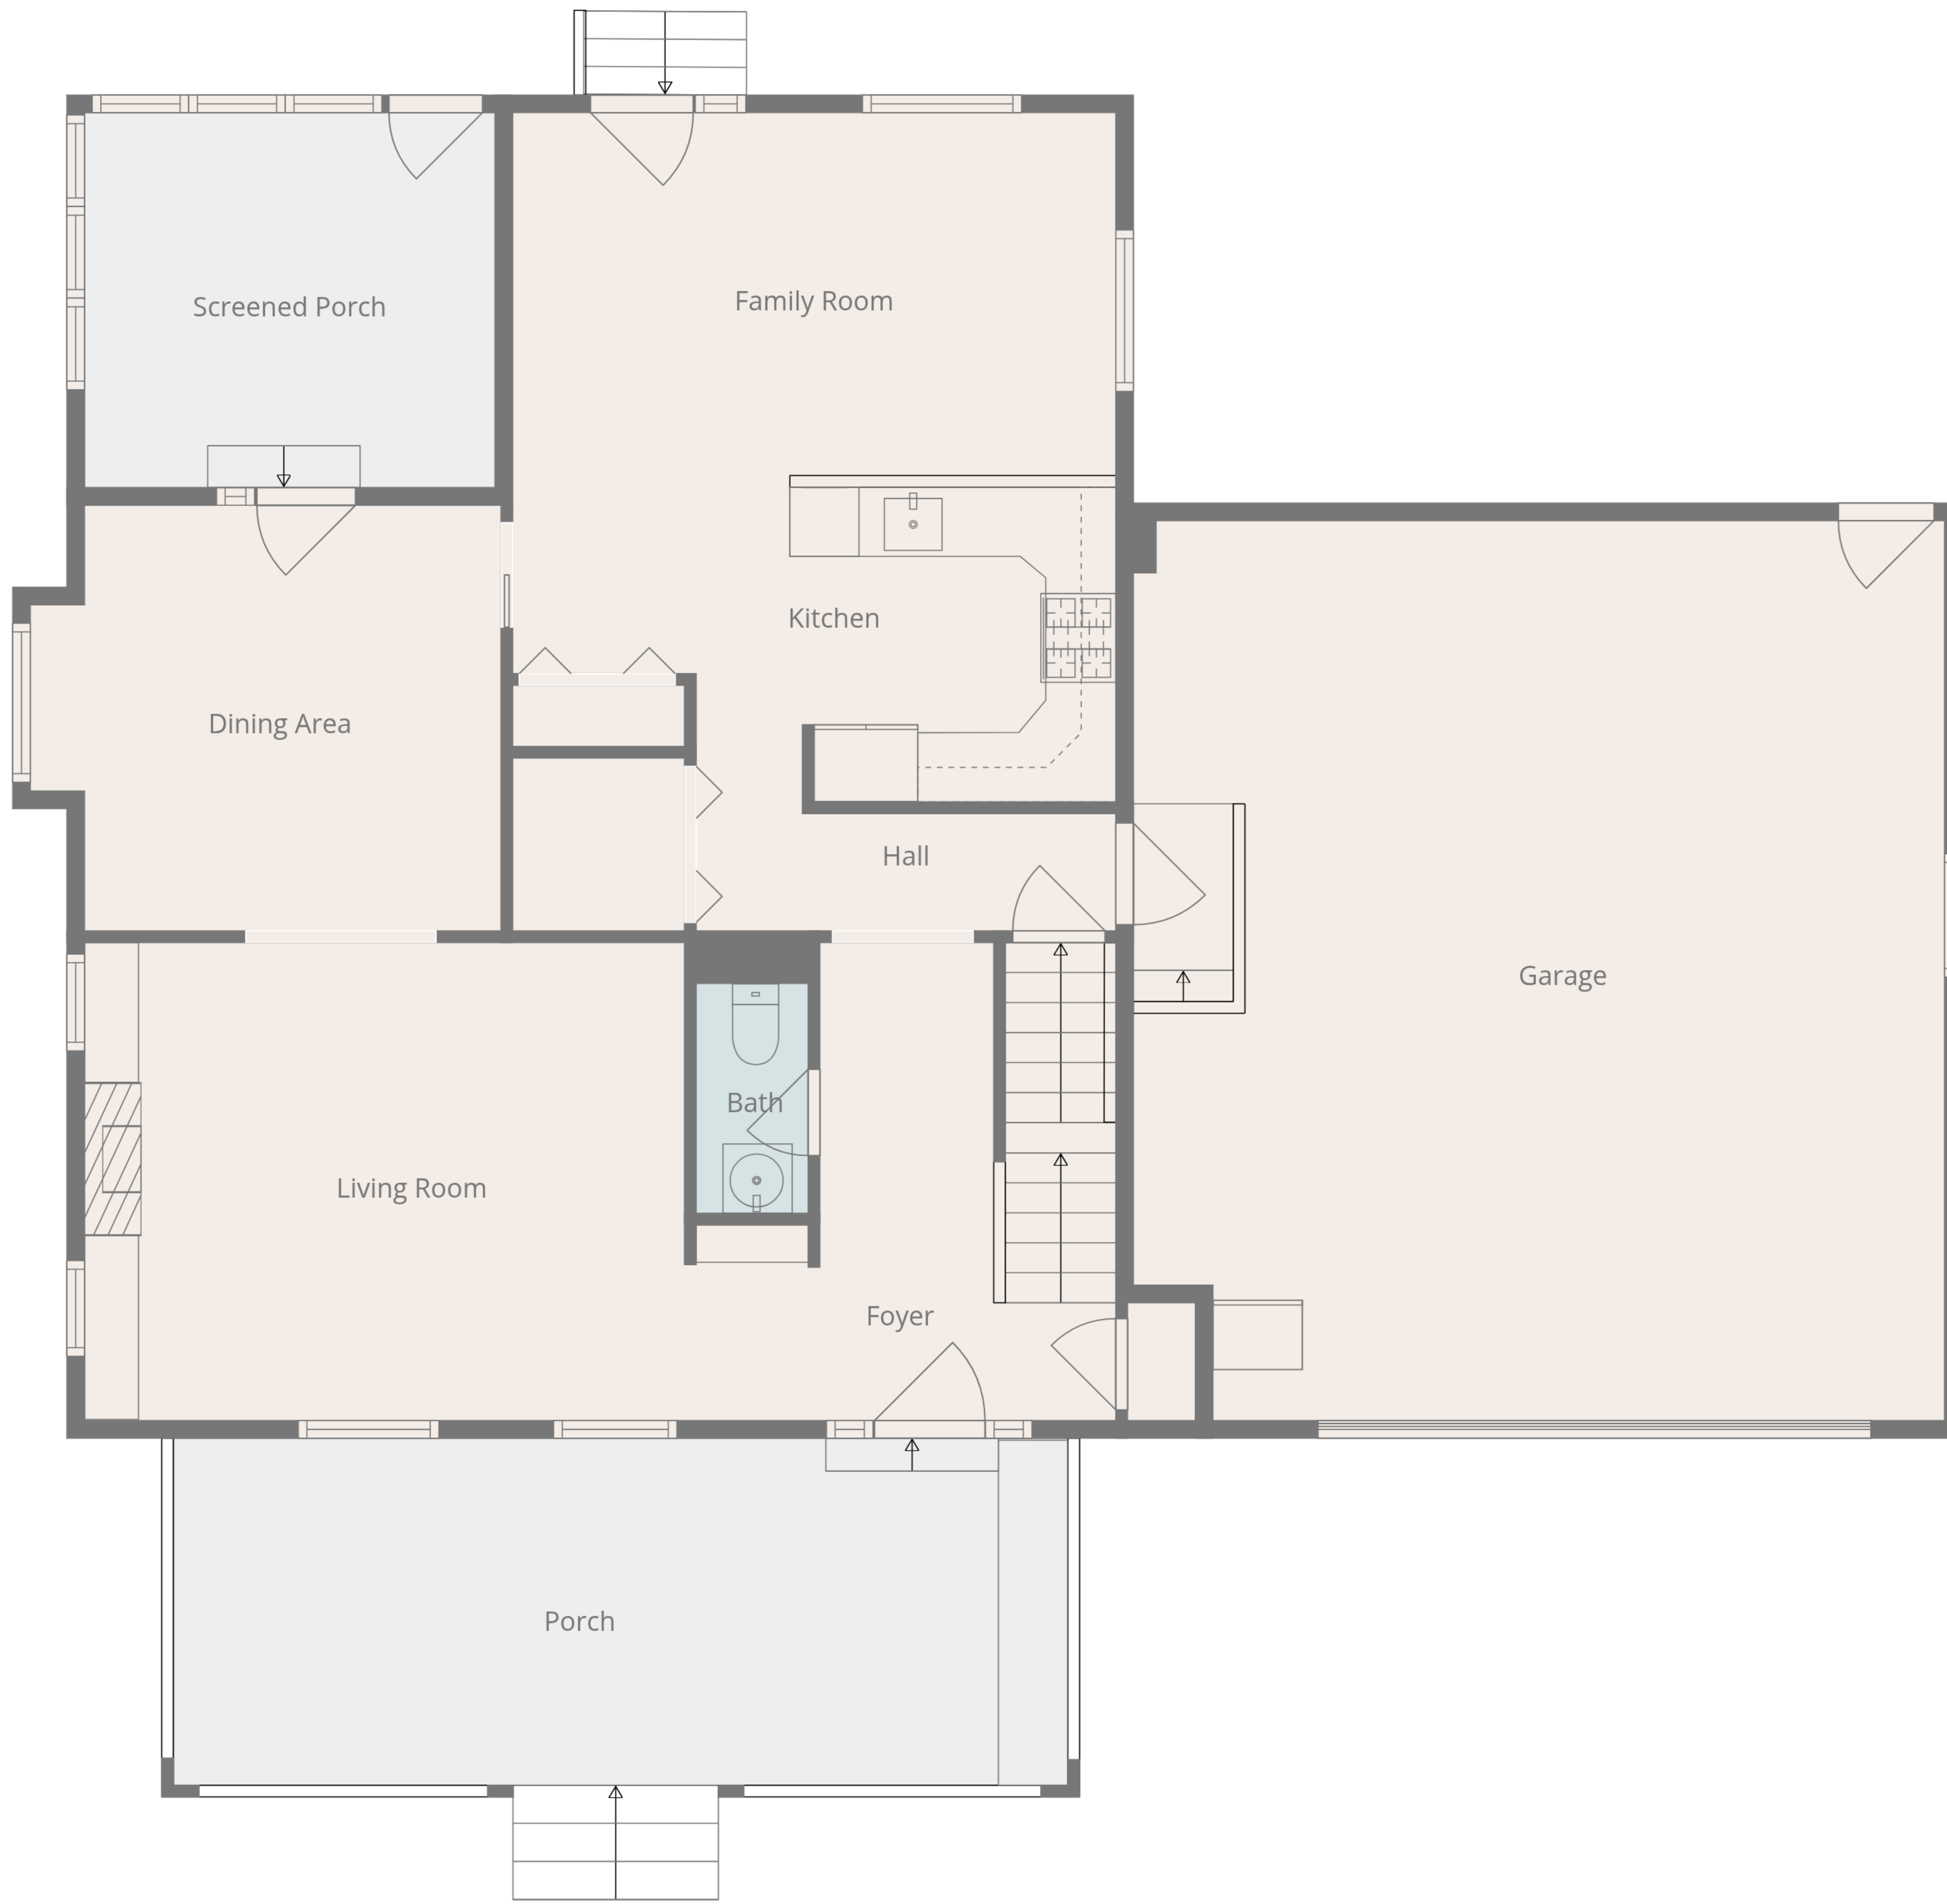 Screened Porch
Family Room
Kitchen
Dining Area
Hall
Garage
Bath
Living Room
Foyer
Porch